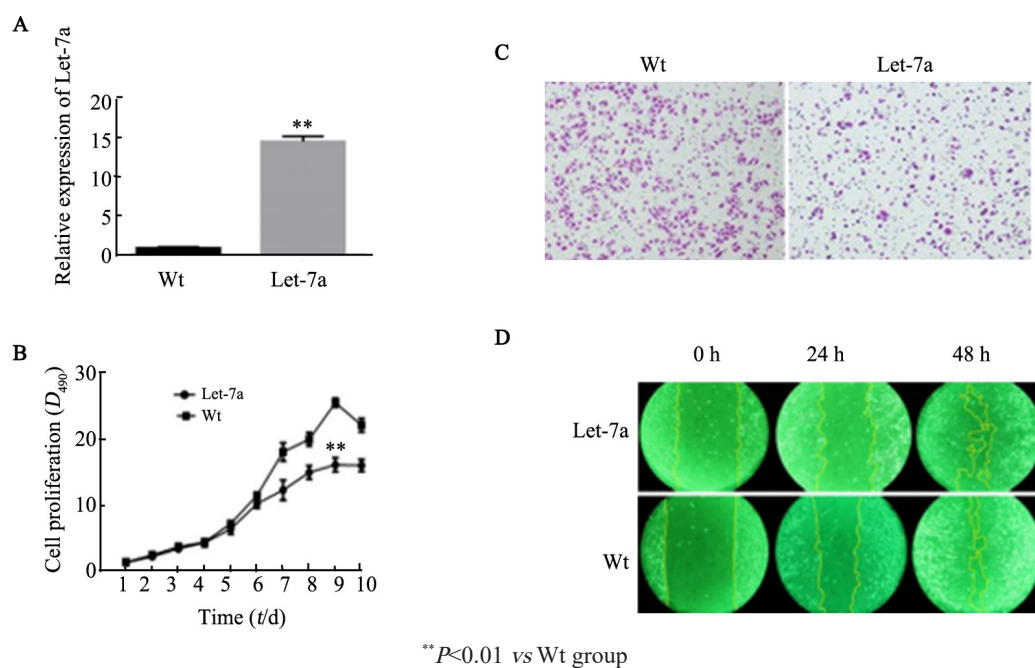 A
Relative expression of Let-7a
20
15
10
5
0
**
Wt
Let-7a
B
Cell proliferation (D490)
30
20
10
0
Let-7a
Wt
**
1 2 3 4 5 6 7 8 9 10
Time (t/d)
C
Wt
Let-7a
D
0 h
24 h
48 h
Let-7a
Wt
**P<0.01 vs Wt group